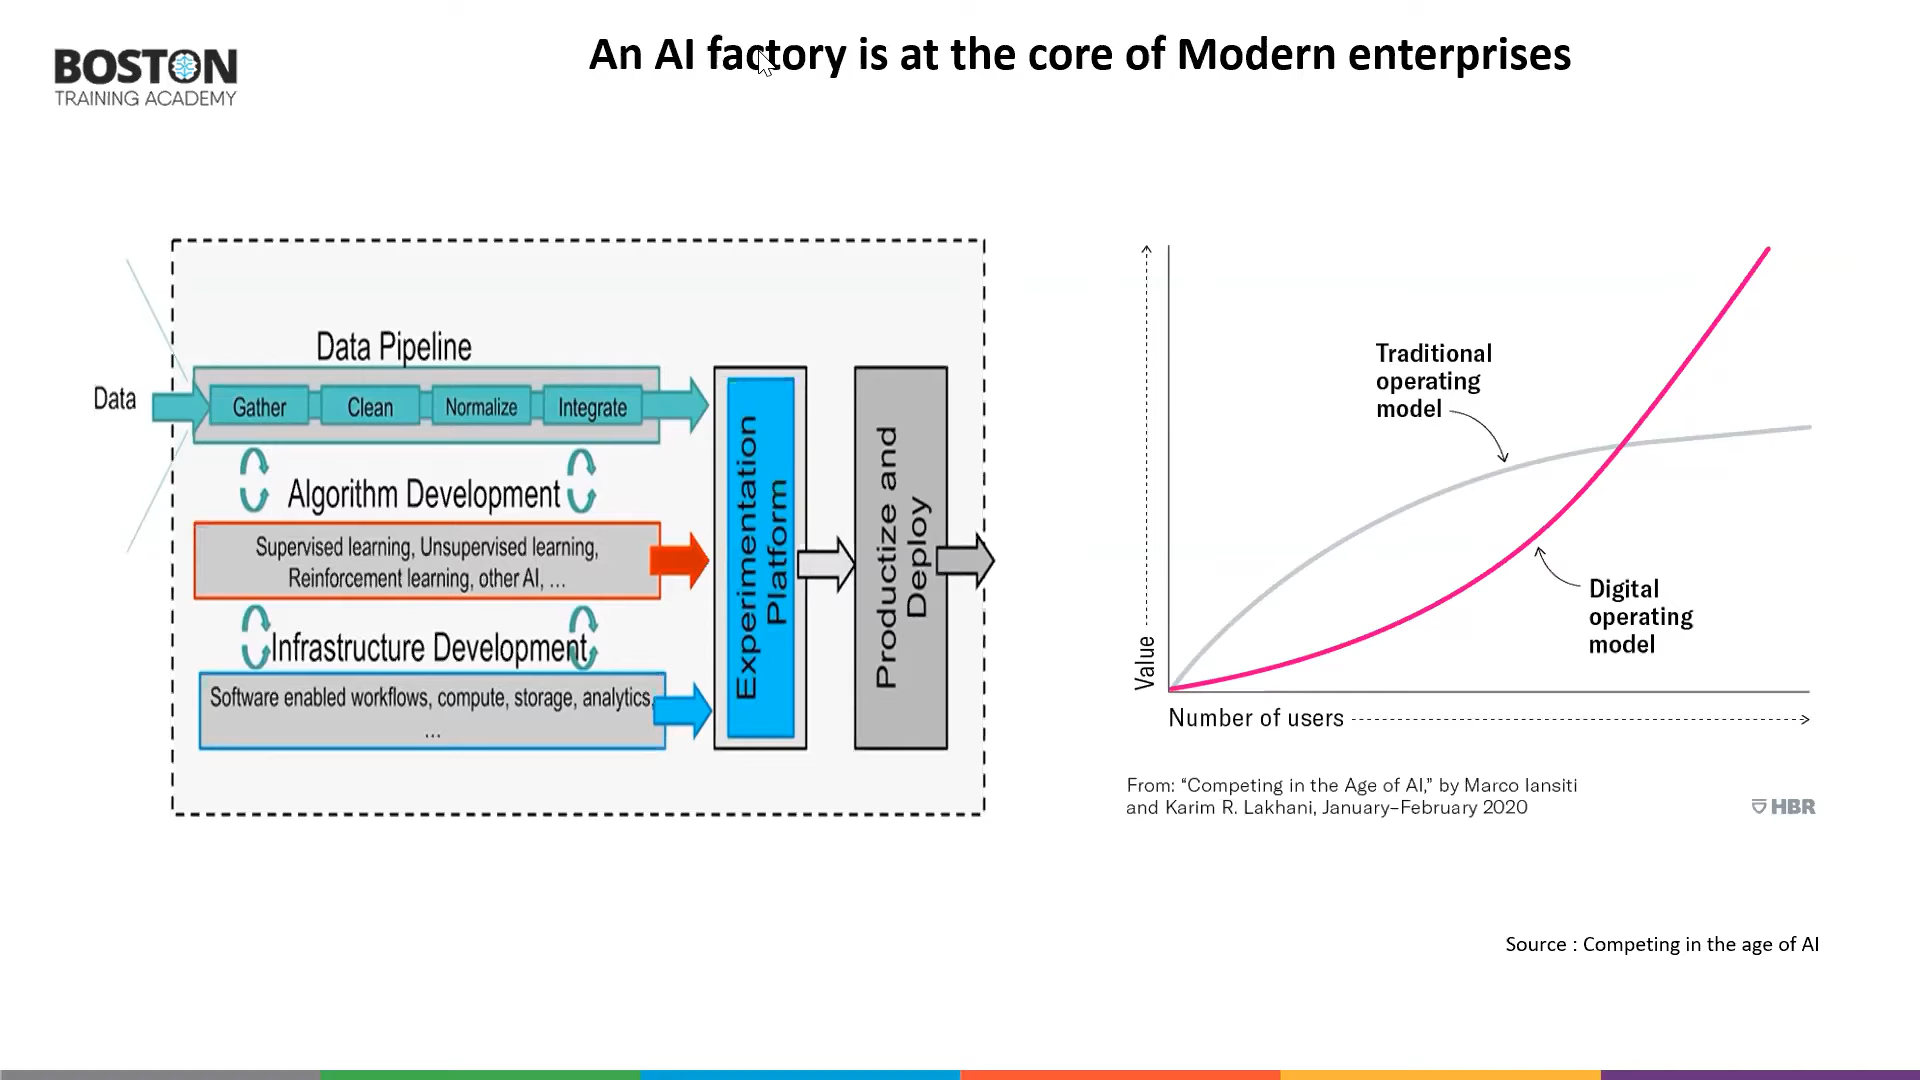 BOSTON
TRAINING ACADEMY
An AI factory is at the core of Modern enterprises
Data Pipeline
Data
Gather
Clean
Normalize
Integrate
Algorithm Development
Supervised learning, Unsupervised learning,
Reinforcement learning, other AI, ...
Infrastructure Development
Software enabled workflows, compute, storage, analytics,
...
Experimentation
Platform
Productize and
Deploy
Traditional
operating
model
Digital
operating
model
Value
Number of users
From: “Competing in the Age of AI,” by Marco Iansiti
and Karim R. Lakhani, January–February 2020
HBR
Source : Competing in the age of AI